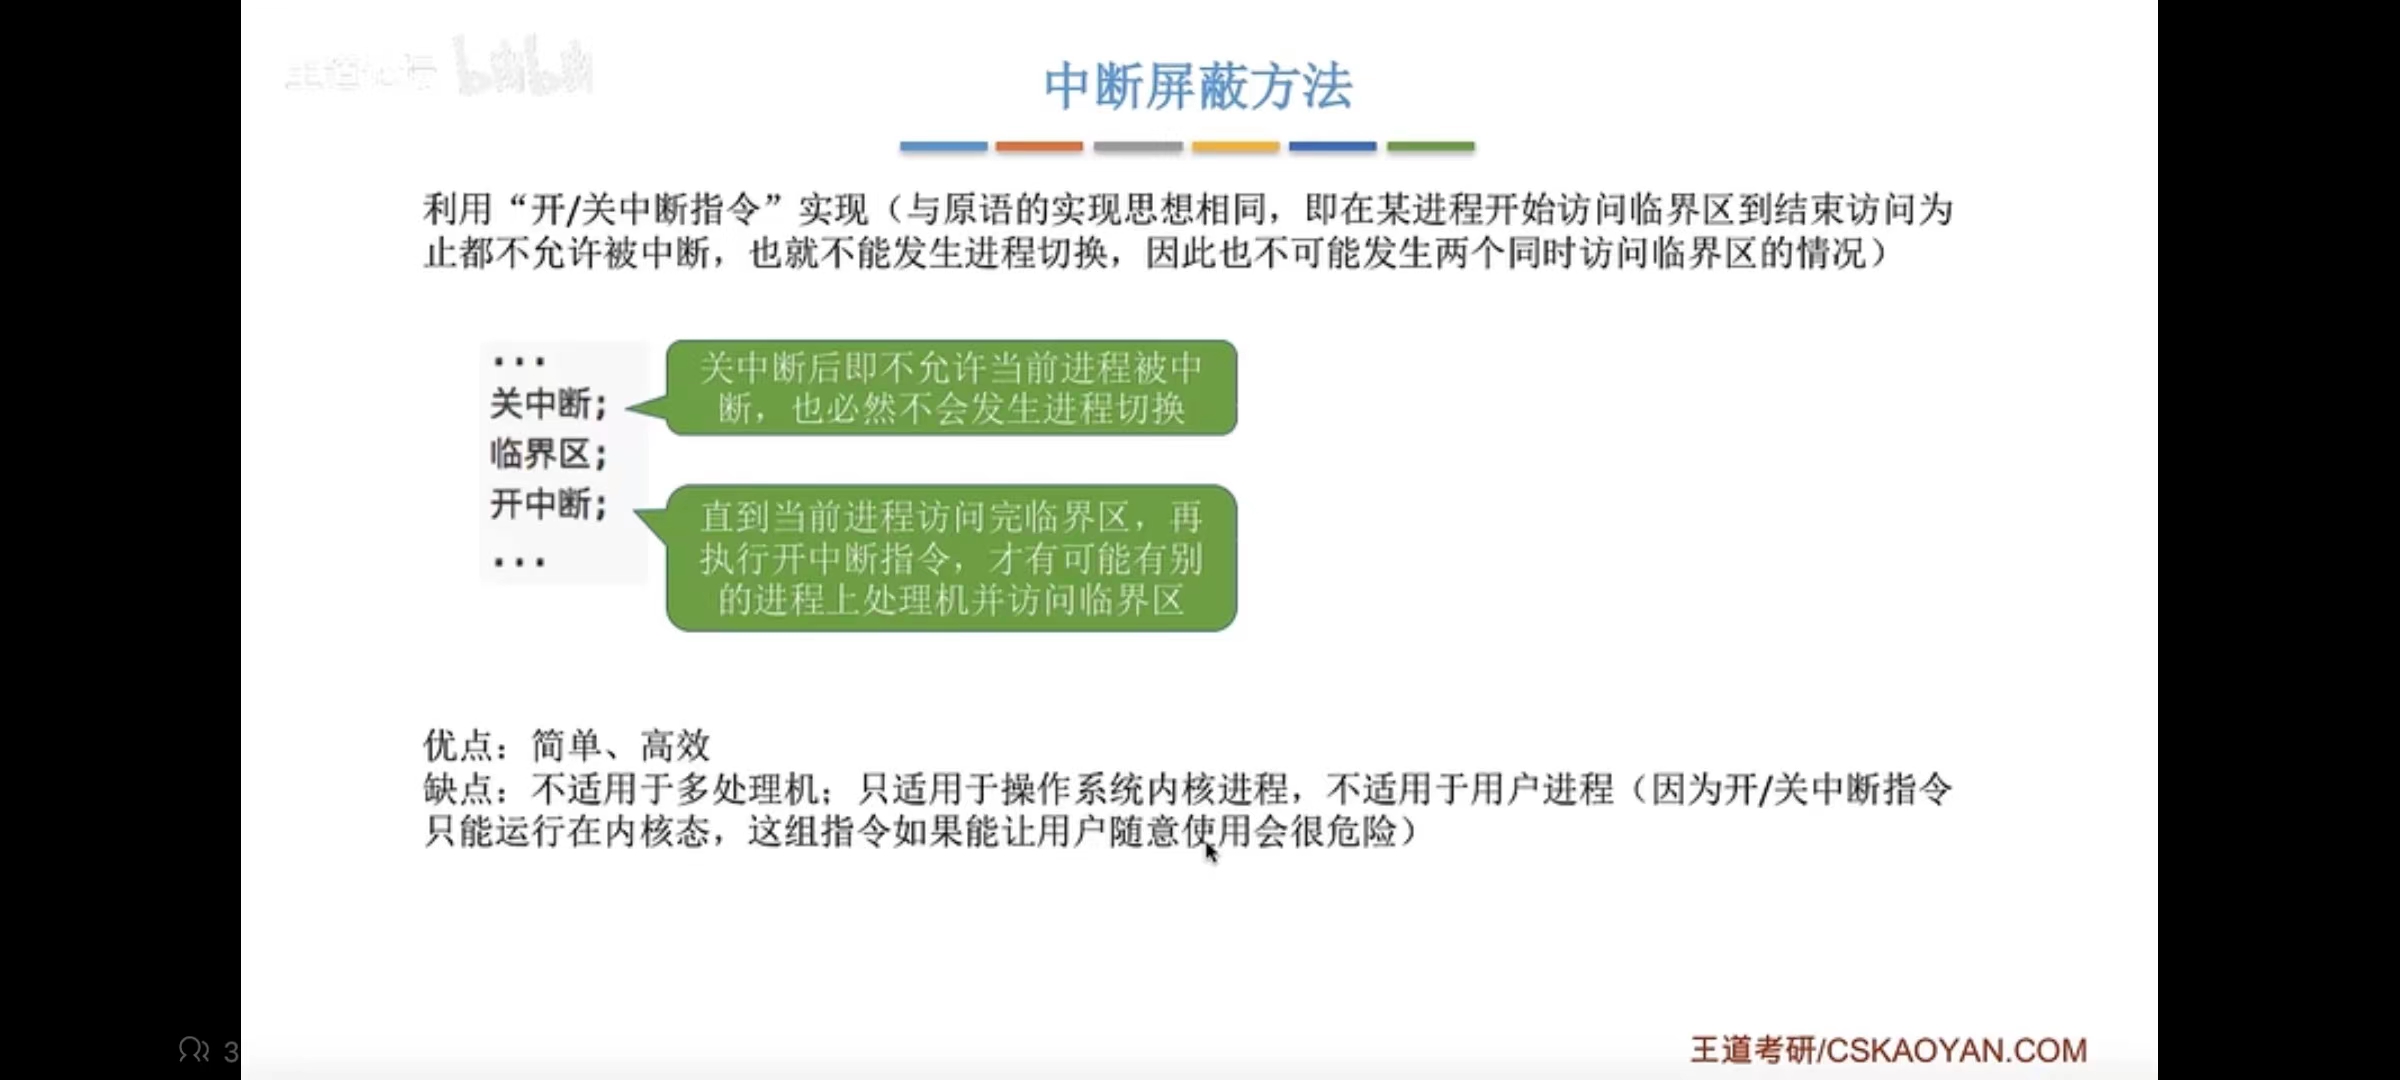 中断屏蔽方法
利用“开/关中断指令”实现（与原语的实现思想相同，即在某进程开始访问临界区到结束访问为
止都不允许被中断，也就不能发生进程切换，因此也不可能发生两个同时访问临界区的情况）
...
关中断;
临界区;
开中断;
...
关中断后即不允许当前进程被中
断，也必然不会发生进程切换
直到当前进程访问完临界区，再
执行开中断指令，才有可能有别
的进程上处理机并访问临界区
优点：简单、高效
缺点：不适用于多处理机；只适用于操作系统内核进程，不适用于用户进程（因为开/关中断指令
只能运行在内核态，这组指令如果能让用户随意使用会很危险）
3
王道考研/CSKAOYAN.COM